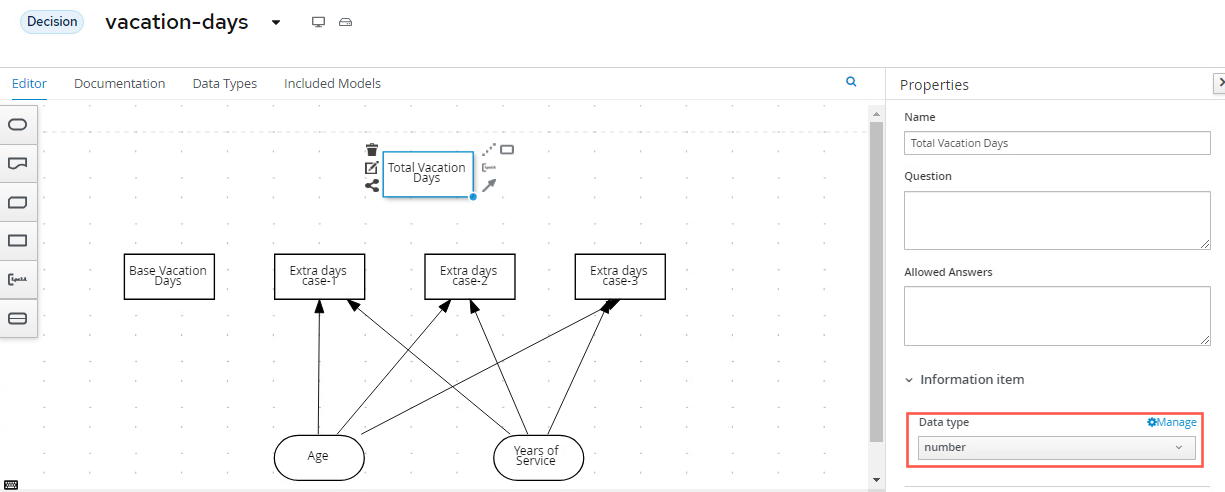 Decision
vacation-days
Editor
Documentation
Data Types
Included Models
Properties
Name
Total Vacation Days
Question
Allowed Answers
Information item
Data type
Manage
number
Total Vacation
Days
Base Vacation
Days
Extra days
case-1
Extra days
case-2
Extra days
case-3
Age
Years of
Service